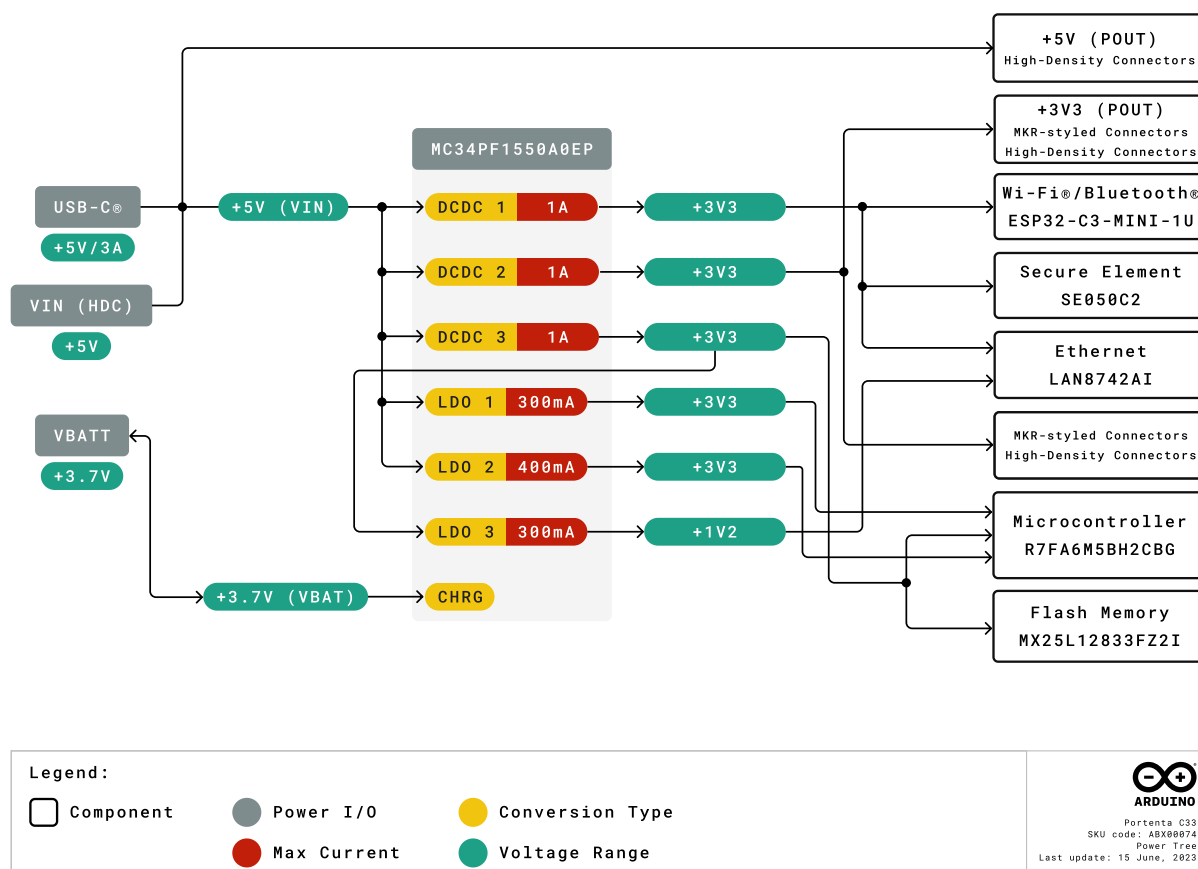 +5V (POUT)
High-Density Connectors
+3V3 (POUT)
MKR-styled Connectors
High-Density Connectors
MC34PF1550A0EP
USB-C®
+5V/3A
+5V (VIN)
DCDC 1 1A
+3V3
Wi-Fi®/Bluetooth®
ESP32-C3-MINI-1U
DCDC 2 1A
+3V3
Secure Element
SE050C2
VIN (HDC)
+5V
DCDC 3 1A
+3V3
Ethernet
LAN8742AI
LDO 1 300mA
+3V3
VBATT
+3.7V
MKR-styled Connectors
High-Density Connectors
LDO 2 400mA
+3V3
LDO 3 300mA
+1V2
Microcontroller
R7FA6M5BH2CBG
+3.7V (VBAT)
CHRG
Flash Memory
MX25L12833FZ2I
Legend:
Component
Power I/O
Conversion Type
Max Current
Voltage Range
ARDUINO
Portenta C33
SKU code: ABX00074
Power Tree
Last update: 15 June, 2023